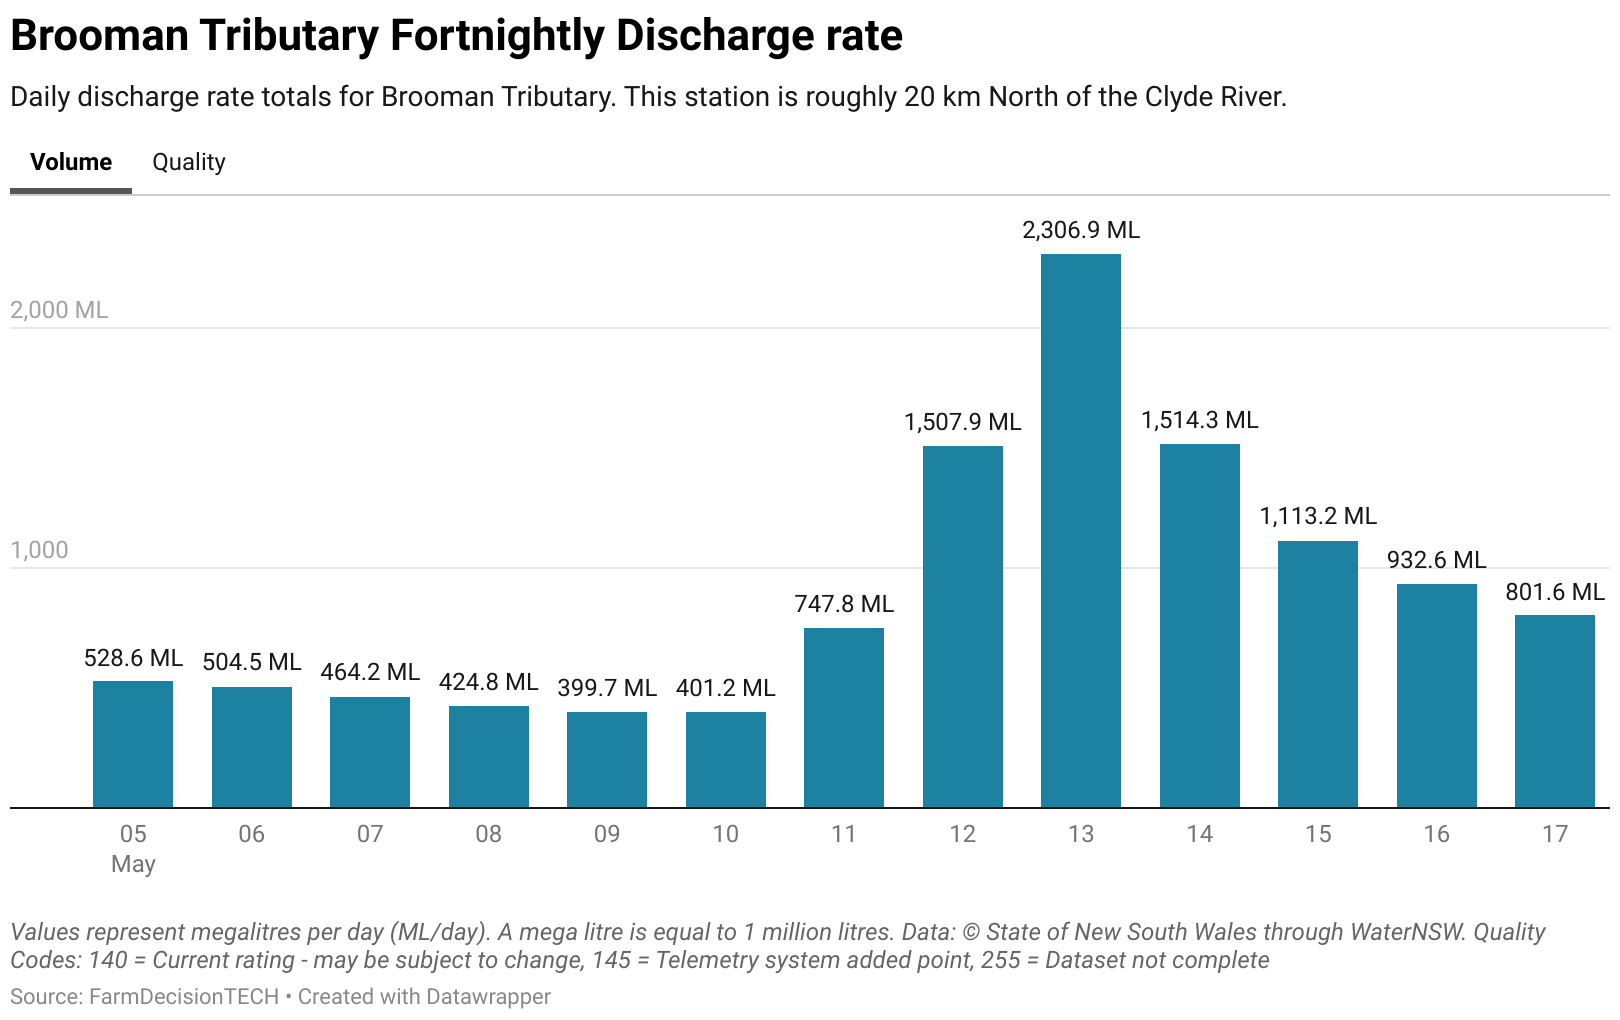 Brooman Tributary Fortnightly Discharge rate
Daily discharge rate totals for Brooman Tributary. This station is roughly 20 km North of the Clyde River.
Volume Quality
2,306.9 ML
2,000 ML
1,507.9 ML 1,514.3 ML
1,113.2 ML
1,000
932.6 ML
801.6 ML
747.8 ML
528.6 ML 504.5 ML 464.2 ML 424.8 ML 399.7 ML 401.2 ML
05 06 07 08 09 10 11 12 13 14 15 16 17
May
Values represent megalitres per day (ML/day). A mega litre is equal to 1 million litres. Data: © State of New South Wales through WaterNSW. Quality
Codes: 140 = Current rating - may be subject to change, 145 = Telemetry system added point, 255 = Dataset not complete
Source: FarmDecisionTECH • Created with Datawrapper